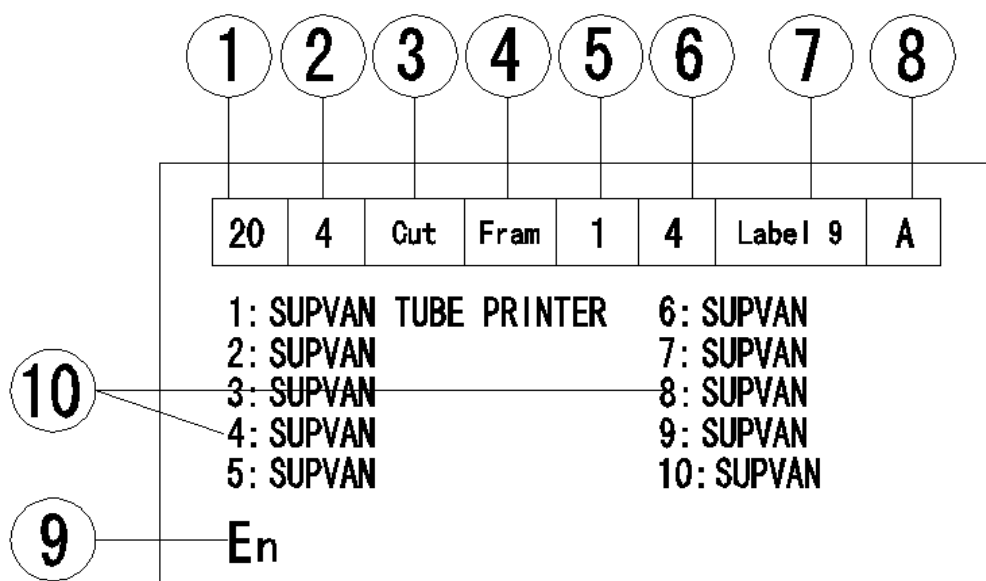 1 2 3 4 5 6 7 8
20 4 Cut Fram 1 4 Label 9 A
1: SUPVAN TUBE PRINTER 6: SUPVAN
2: SUPVAN 7: SUPVAN
10 3: SUPVAN 8: SUPVAN
4: SUPVAN 9: SUPVAN
5: SUPVAN 10: SUPVAN
9 En